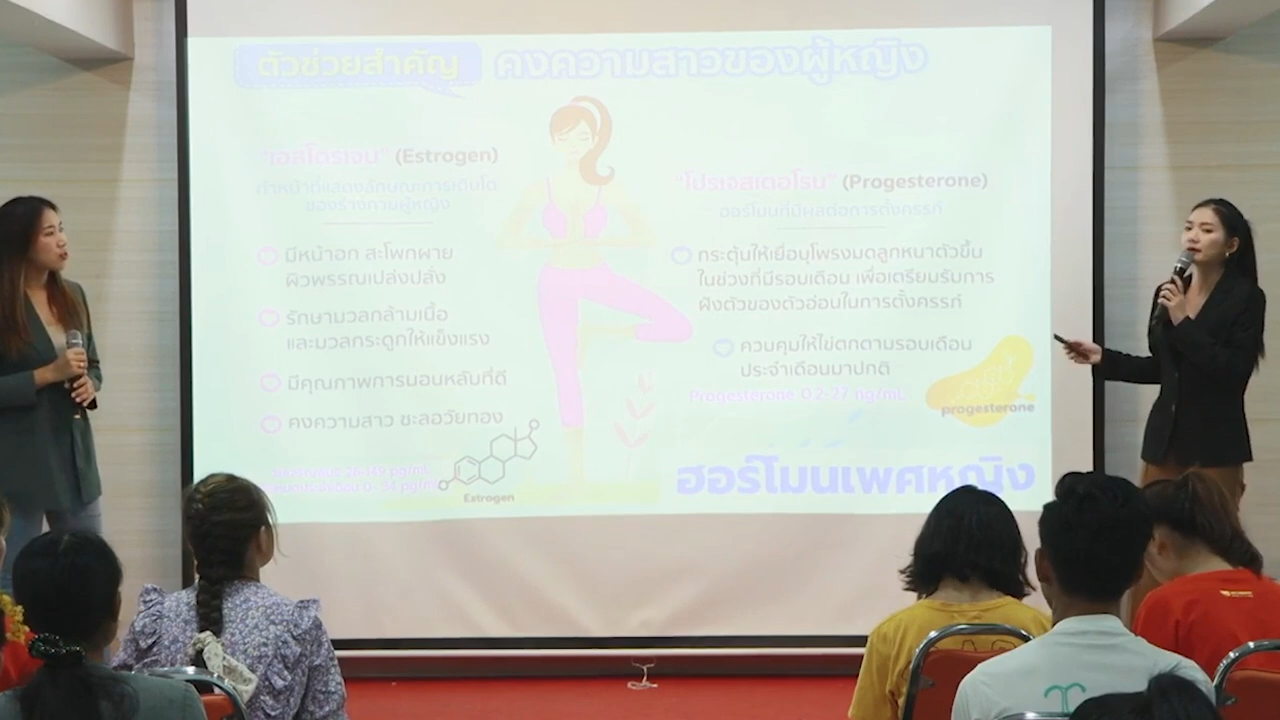 ตัวช่วยสำคัญ คงความสาวของผู้หญิง
"เอสโตรเจน" (Estrogen)
ทำหน้าที่แสดงลักษณะการเติบโต
ของร่างกายผู้หญิง
มีหน้าอก สะโพกผาย
ผิวพรรณเปล่งปลั่ง
รักษามวลกล้ามเนื้อ
และมวลกระดูกให้แข็งแรง
มีคุณภาพการนอนหลับที่ดี
คงความสาว ชะลอวัยทอง
Estrogen
"โปรเจสเตอโรน" (Progesterone)
ฮอร์โมนที่มีผลต่อการตั้งครรภ์
กระตุ้นให้เยื่อบุโพรงมดลูกหนาตัวขึ้น
ในช่วงที่มีรอบเดือน เพื่อเตรียมรับการ
ฝังตัวของตัวอ่อนในการตั้งครรภ์
ควบคุมให้ไข่ตกตามรอบเดือน
ประจำเดือนมาปกติ
Progesterone 0.2-27 ng/mL
progesterone
ฮอร์โมนเพศหญิง